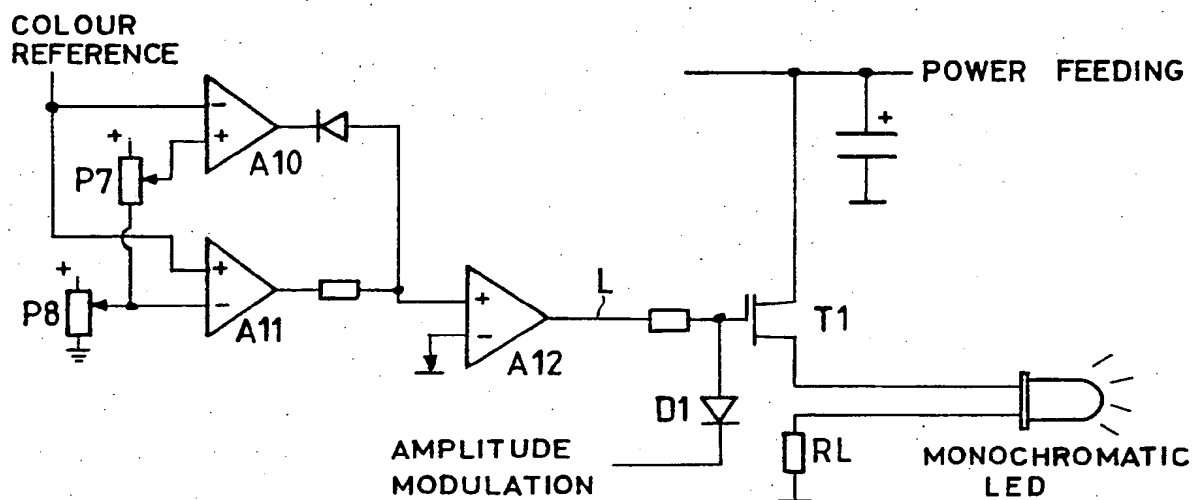 COLOUR
REFERENCE
POWER FEEDING
+
-
+
+
A10
P7
+
+
P8
-
A11
+
-
A12
L
T1
D1
AMPLITUDE
MODULATION
RL
MONOCHROMATIC
LED